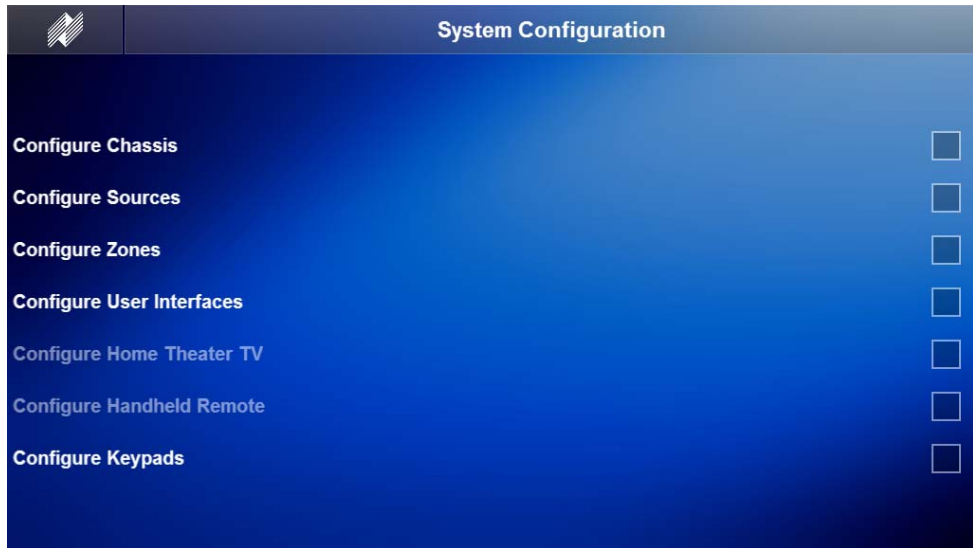 System Configuration
Configure Chassis
Configure Sources
Configure Zones
Configure User Interfaces
Configure Home Theater TV
Configure Handheld Remote
Configure Keypads